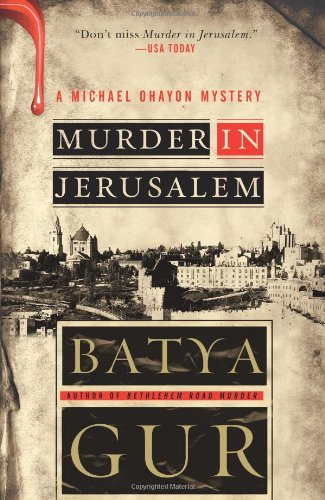 “Don’t miss Murder in Jerusalem.”
—USA TODAY
A MICHAEL OHAYON MYSTERY
MURDER IN
JERUSALEM
BATYA
AUTHOR OF BETHLEHEM ROAD MURDER
GUR